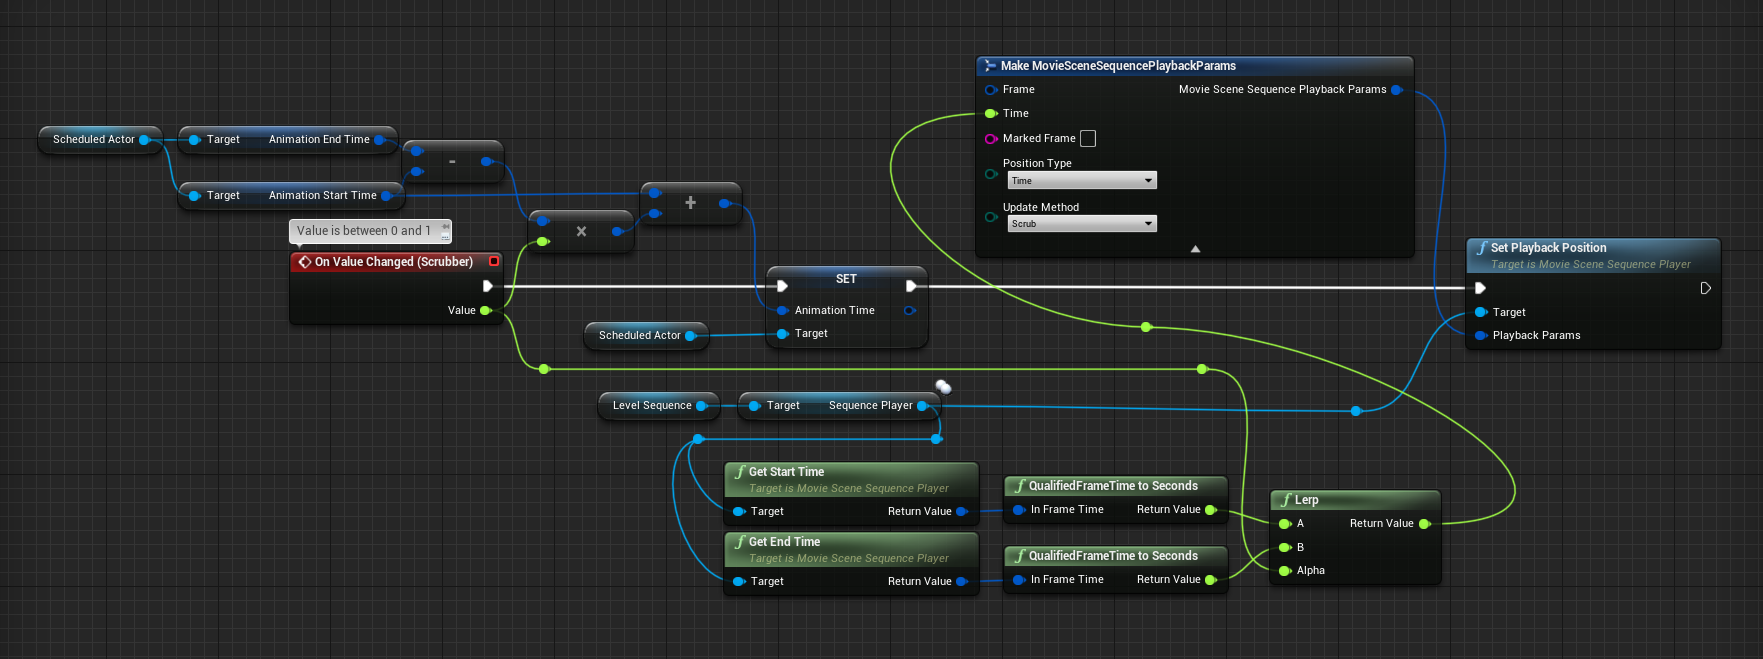 Make MovieSceneSequencePlaybackParams
Frame
Movie Scene Sequence Playback Params
Time
Marked Frame
Position Type
Time
Update Method
Scrub
Scheduled Actor
Target
Animation End Time
-
Target
Animation Start Time
+
×
Value is between 0 and 1
On Value Changed (Scrubber)
Value
SET
Animation Time
Target
Scheduled Actor
Set Playback Position
Target is Movie Scene Sequence Player
Target
Playback Params
Level Sequence
Target
Sequence Player
Get Start Time
Target is Movie Scene Sequence Player
Target
Return Value
QualifiedFrameTime to Seconds
In Frame Time
Return Value
Get End Time
Target is Movie Scene Sequence Player
Target
Return Value
QualifiedFrameTime to Seconds
In Frame Time
Return Value
Lerp
A
Return Value
B
Alpha